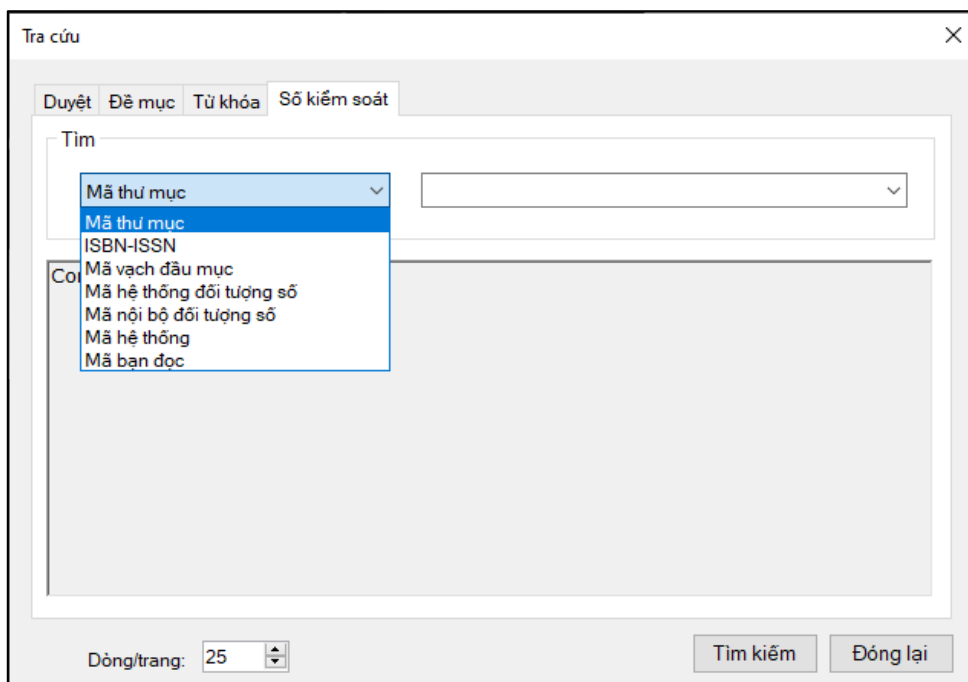 Tra cứu
Duyệt Đề mục Từ khóa Số kiểm soát
Tìm
Mã thư mục
Mã thư mục
ISBN-ISSN
Mã vạch đầu mục
Mã hệ thống đối tượng số
Mã nội bộ đối tượng số
Mã hệ thống
Mã bạn đọc
Dòng/trang: 25 Tìm kiếm Đóng lại